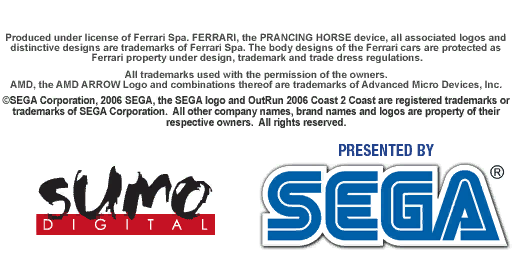 Produced under license of Ferrari Spa. FERRARI, the PRANCING HORSE device, all associated logos and
distinctive designs are trademarks of Ferrari Spa. The body designs of the Ferrari cars are protected as
Ferrari property under design, trademark and trade dress regulations.
All trademarks used with the permission of the owners.
AMD, the AMD ARROW Logo and combinations thereof are trademarks of Advanced Micro Devices, Inc.
©SEGA Corporation, 2006 SEGA, the SEGA logo and OutRun 2006 Coast 2 Coast are registered trademarks or
trademarks of SEGA Corporation. All other company names, brand names and logos are property of their
respective owners. All rights reserved.
PRESENTED BY
SUMO
DIGITAL
SEGA®